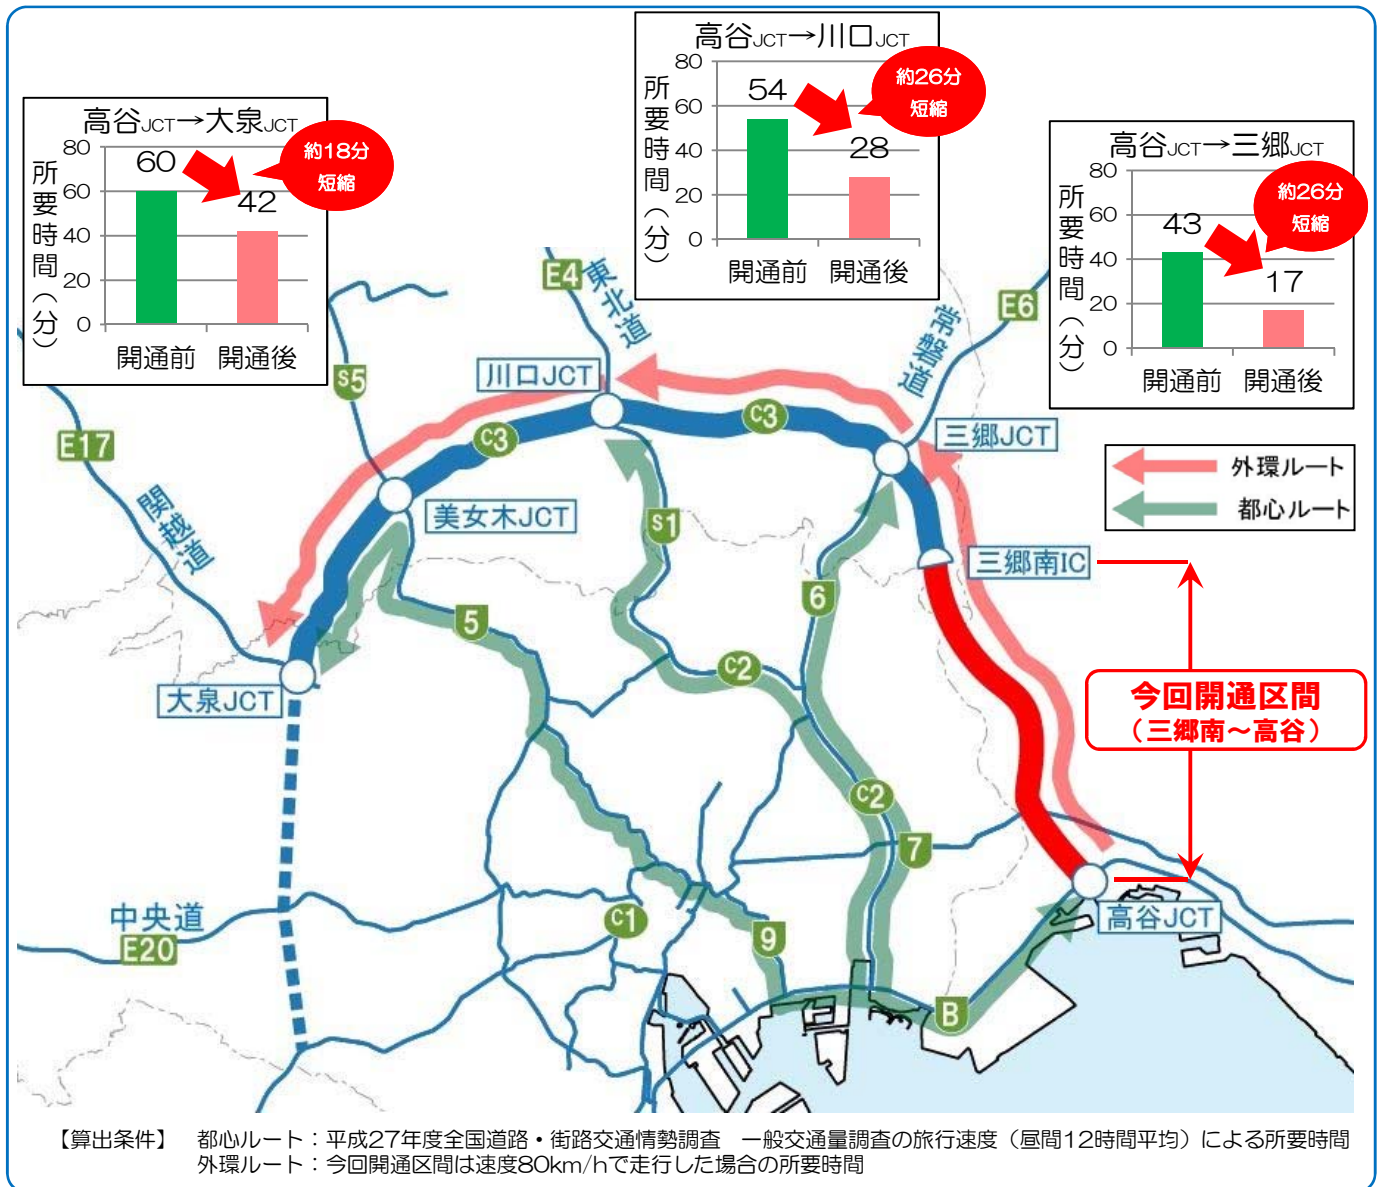 高谷JCT→川口JCT
所要時間（分）
80
60
40
20
0
54
28
約26分
短縮
開通前
開通後
高谷JCT→大泉JCT
所要時間（分）
80
60
40
20
0
60
42
約18分
短縮
開通前
開通後
高谷JCT→三郷JCT
所要時間（分）
80
60
40
20
0
43
17
約26分
短縮
開通前
開通後
E4
東北道
E6
常磐道
S5
川口JCT
C3
C3
三郷JCT
E17
関越道
美女木JCT
S1
外環ルート
都心ルート
三郷南IC
6
5
C2
大泉JCT
今回開通区間
（三郷南～高谷）
C2
7
中央道
E20
C1
9
高谷JCT
B
【算出条件】 都心ルート：平成27年度全国道路・街路交通情勢調査 一般交通量調査の旅行速度（昼間12時間平均）による所要時間
外環ルート：今回開通区間は速度80km/hで走行した場合の所要時間